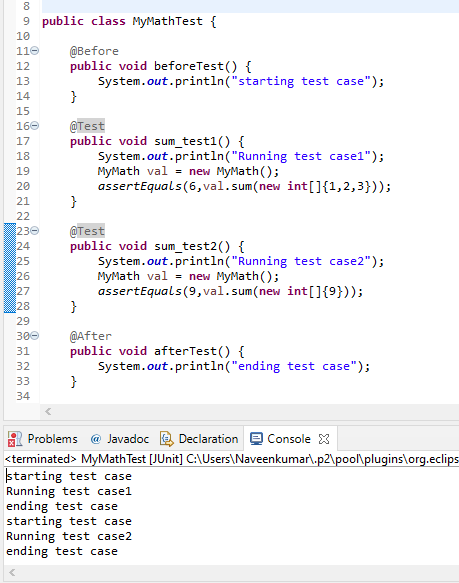 8
9 public class MyMathTest {
10
11 @Before
12 public void beforeTest() {
13 System.out.println("starting test case");
14 }
15
16 @Test
17 public void sum_test1() {
18 System.out.println("Running test case1");
19 MyMath val = new MyMath();
20 assertEquals(6,val.sum(new int[]{1,2,3}));
21 }
22
23 @Test
24 public void sum_test2() {
25 System.out.println("Running test case2");
26 MyMath val = new MyMath();
27 assertEquals(9,val.sum(new int[]{9}));
28 }
29
30 @After
31 public void afterTest() {
32 System.out.println("ending test case");
33 }
34
Problems @ Javadoc Declaration Console
<terminated> MyMathTest [JUnit] C:\Users\Naveenkumar\.p2\pool\plugins\org.eclips
starting test case
Running test case1
ending test case
starting test case
Running test case2
ending test case